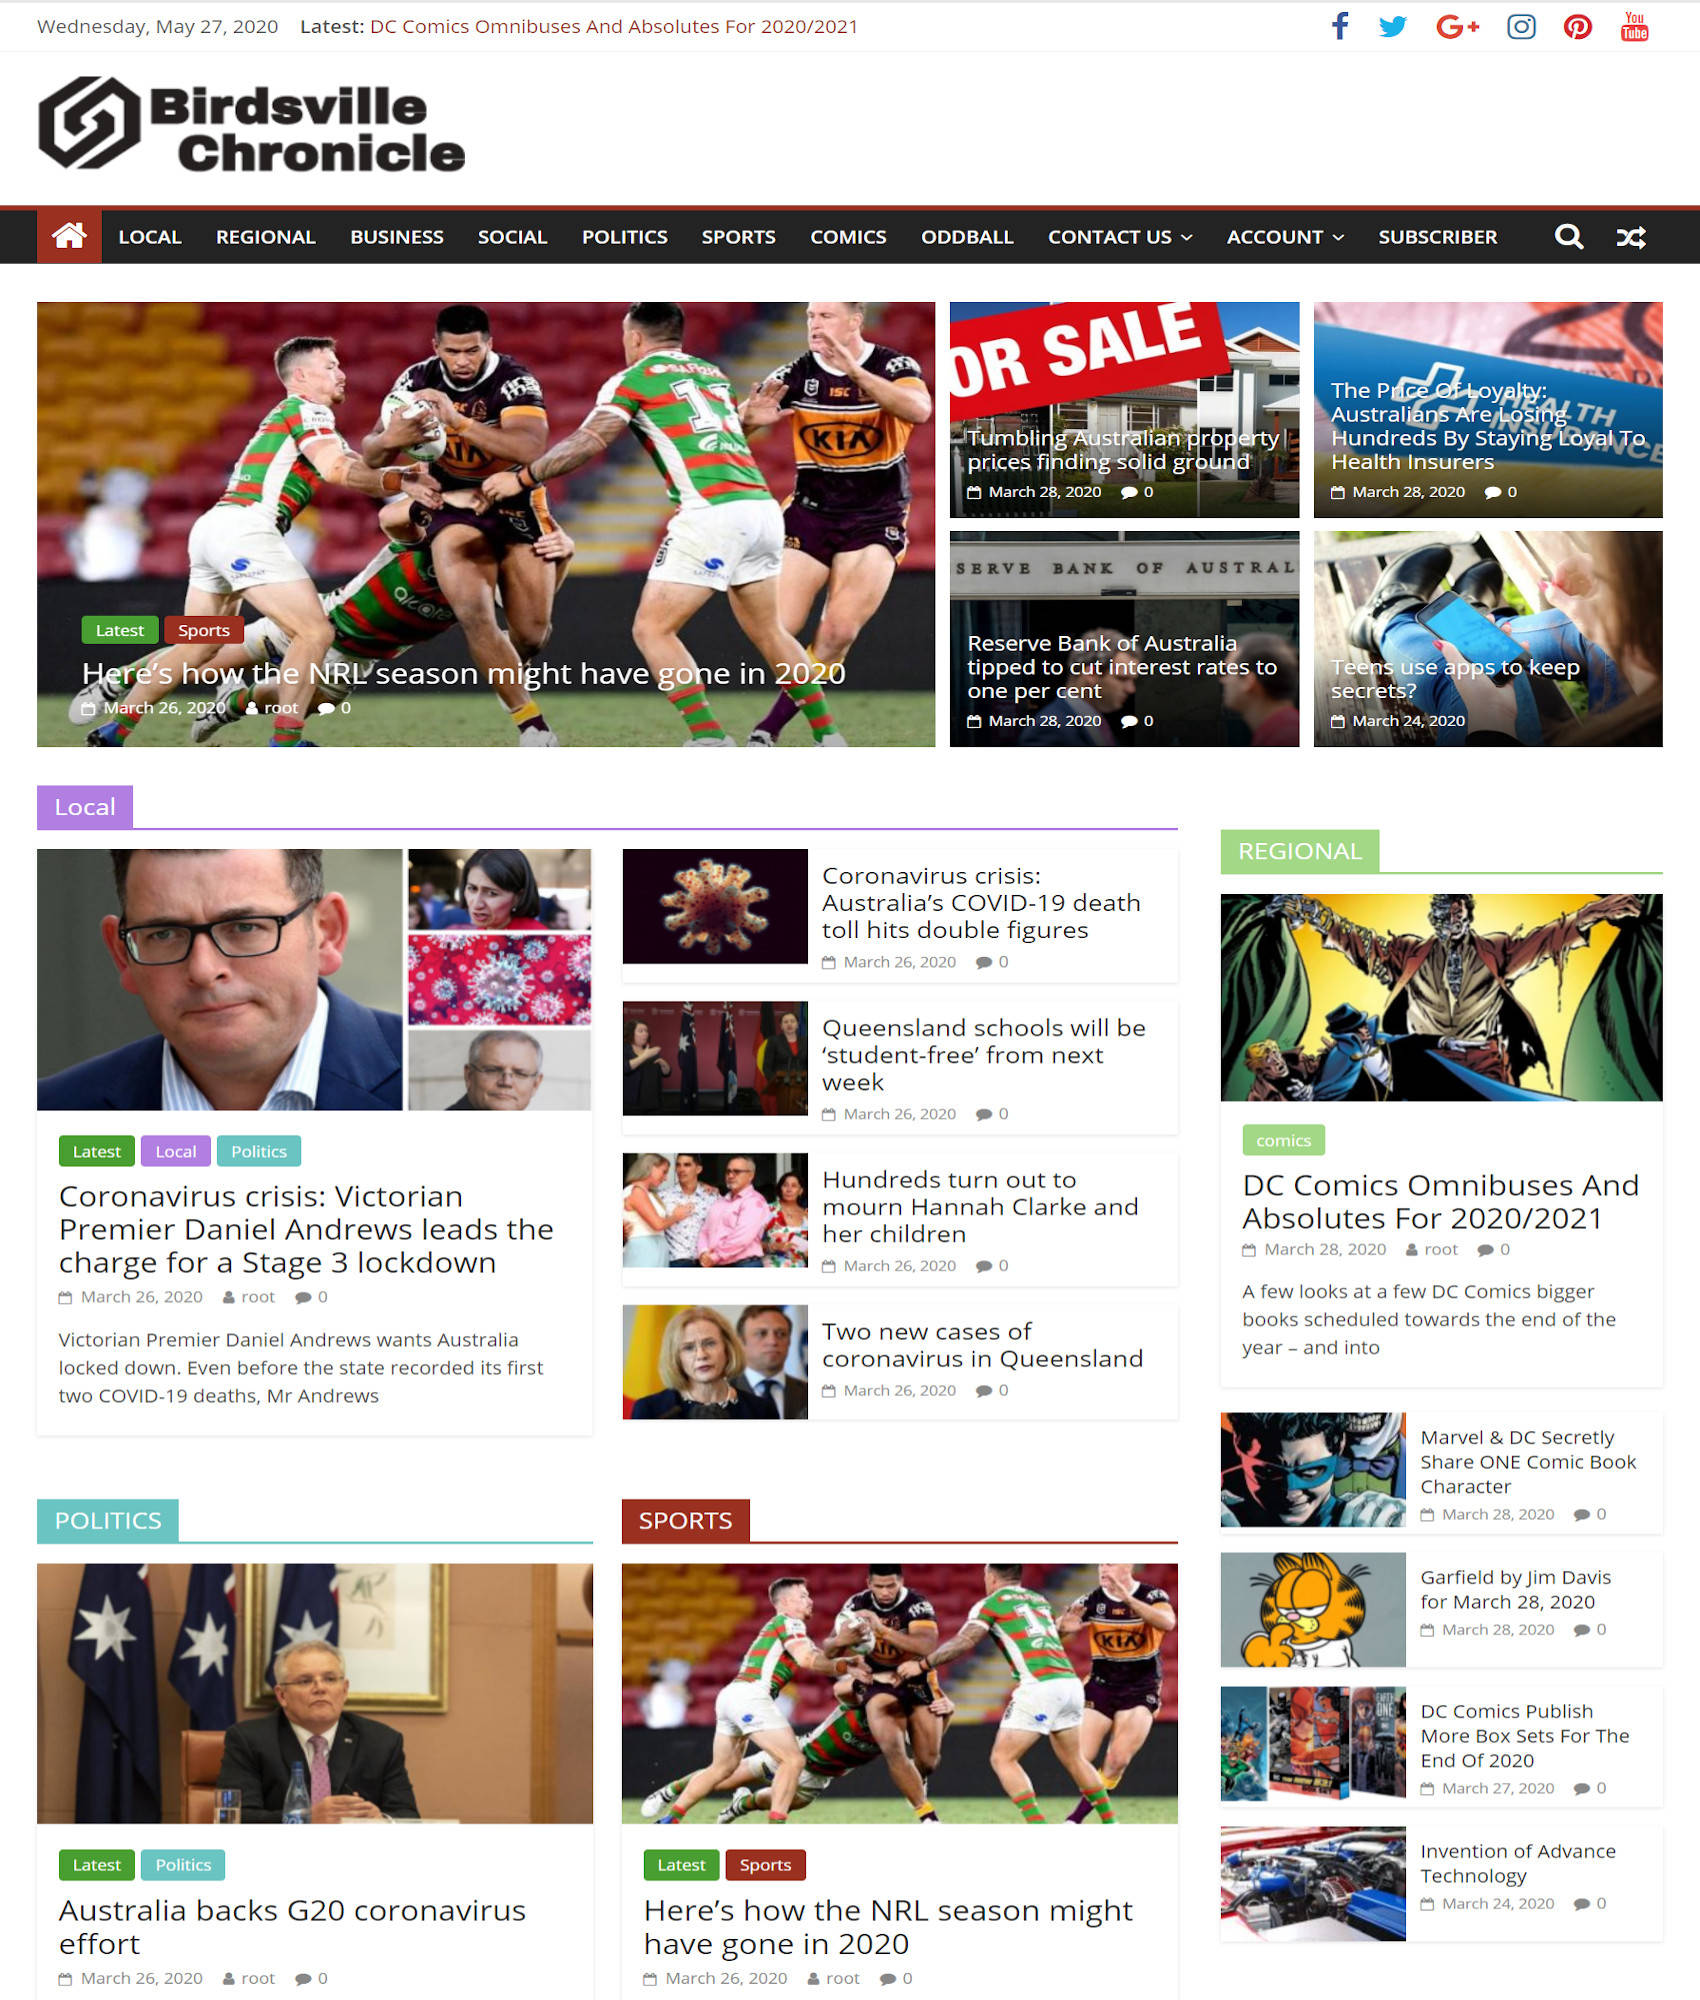 Wednesday, May 27, 2020 Latest: DC Comics Omnibuses And Absolutes For 2020/2021
You
Tube
Birdsville
Chronicle
LOCAL REGIONAL BUSINESS SOCIAL POLITICS SPORTS COMICS ODDBALL CONTACT US ACCOUNT SUBSCRIBER
KIA
Latest Sports
Here’s how the NRL season might have gone in 2020
March 26, 2020 root 0
OR SALE
Tumbling Australian property
prices finding solid ground
March 28, 2020 0
HEALTH
INSURANCE
The Price Of Loyalty:
Australians Are Losing
Hundreds By Staying Loyal To
Health Insurers
March 28, 2020 0
SERVE BANK OF AUSTRAL
Reserve Bank of Australia
tipped to cut interest rates to
one per cent
March 28, 2020 0
Teens use apps to keep
secrets?
March 24, 2020
Local
Latest Local Politics
Coronavirus crisis: Victorian
Premier Daniel Andrews leads the
charge for a Stage 3 lockdown
March 26, 2020 root 0
Victorian Premier Daniel Andrews wants Australia
locked down. Even before the state recorded its first
two COVID-19 deaths, Mr Andrews
Coronavirus crisis:
Australia’s COVID-19 death
toll hits double figures
March 26, 2020 0
Queensland schools will be
‘student-free’ from next
week
March 26, 2020 0
Hundreds turn out to
mourn Hannah Clarke and
her children
March 26, 2020 0
Two new cases of
coronavirus in Queensland
March 26, 2020 0
REGIONAL
comics
DC Comics Omnibuses And
Absolutes For 2020/2021
March 28, 2020 root 0
A few looks at a few DC Comics bigger
books scheduled towards the end of the
year – and into
Marvel & DC Secretly
Share ONE Comic Book
Character
March 28, 2020 0
Garfield by Jim Davis
for March 28, 2020
March 28, 2020 0
DC Comics Publish
More Box Sets For The
End Of 2020
March 27, 2020 0
Invention of Advance
Technology
March 24, 2020 0
POLITICS
Latest Politics
Australia backs G20 coronavirus
effort
March 26, 2020 root 0
SPORTS
KIA
Latest Sports
Here’s how the NRL season might
have gone in 2020
March 26, 2020 root 0